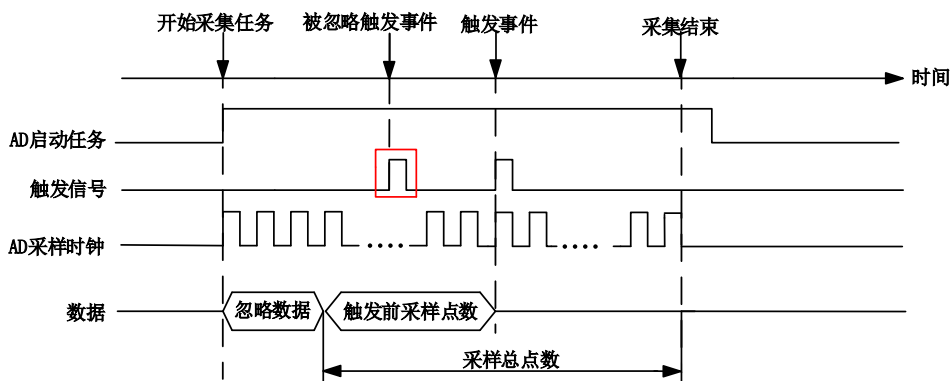 开始采集任务
被忽略触发事件
触发事件
采集结束
时间
AD启动任务
触发信号
AD采样时钟
数据
忽略数据
触发前采样点数
采样总点数